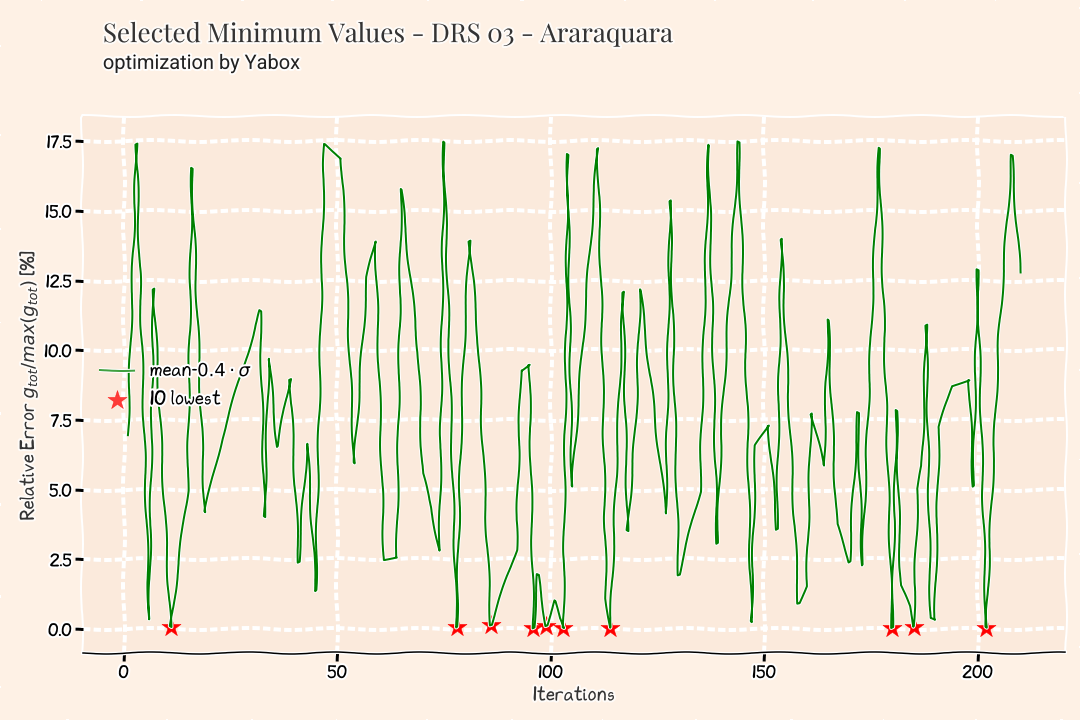 Selected Minimum Values - DRS 03 - Araraquara
optimization by Yabox
17.5
15.0
12.5
10.0
7.5
5.0
2.5
0.0
Relative Error g_tot/max(g_tot) [%]
mean-0.4 · σ
10 lowest
0 50 100 150 200
Iterations